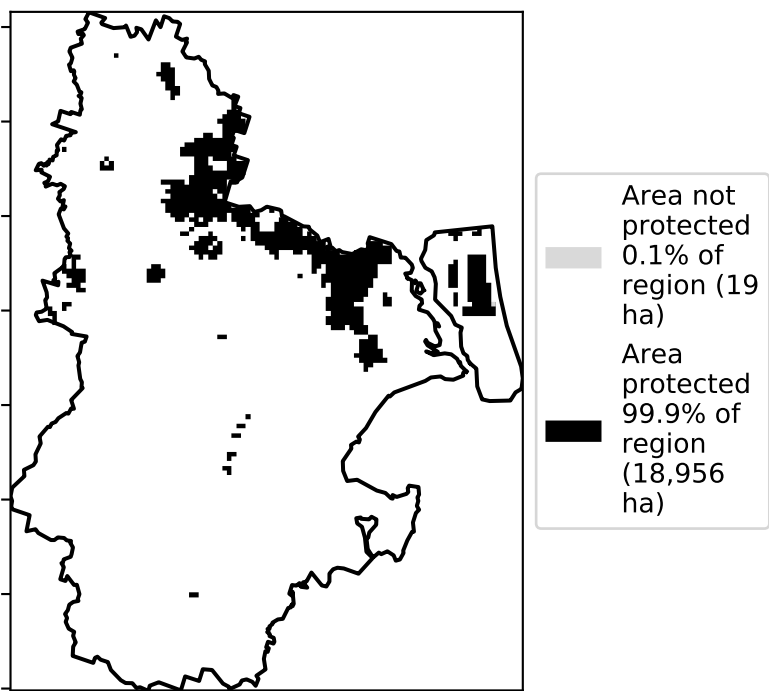 Area not
protected
0.1% of
region (19
ha)
Area
protected
99.9% of
region
(18,956
ha)